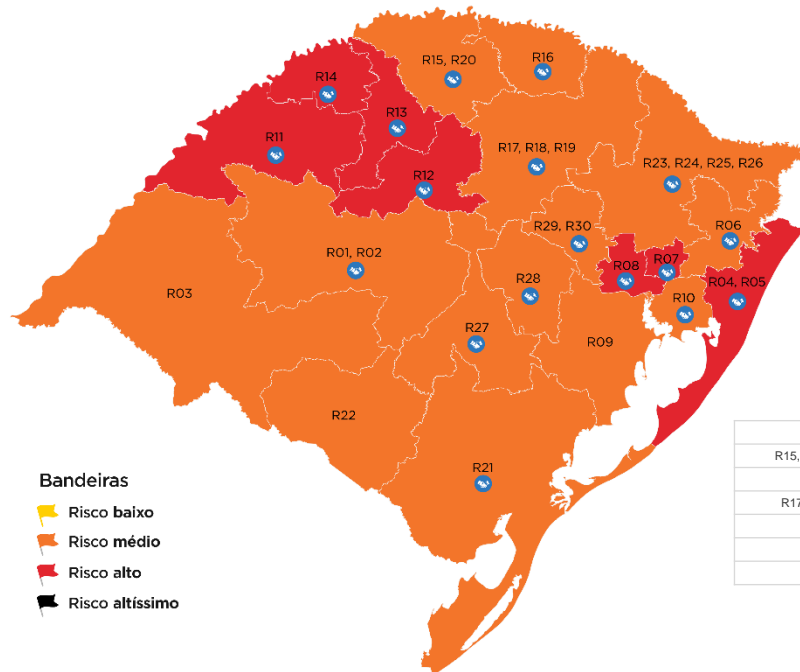 R15, R20
R16
R14
R13
R11
R17, R18, R19
R23, R24, R25, R26
R12
R29, R30
R06
R01, R02
R08
R07
R28
R04, R05
R03
R10
R27
R09
R22
R21
Bandeiras
Risco baixo
Risco médio
Risco alto
Risco altíssimo
R15,
R17